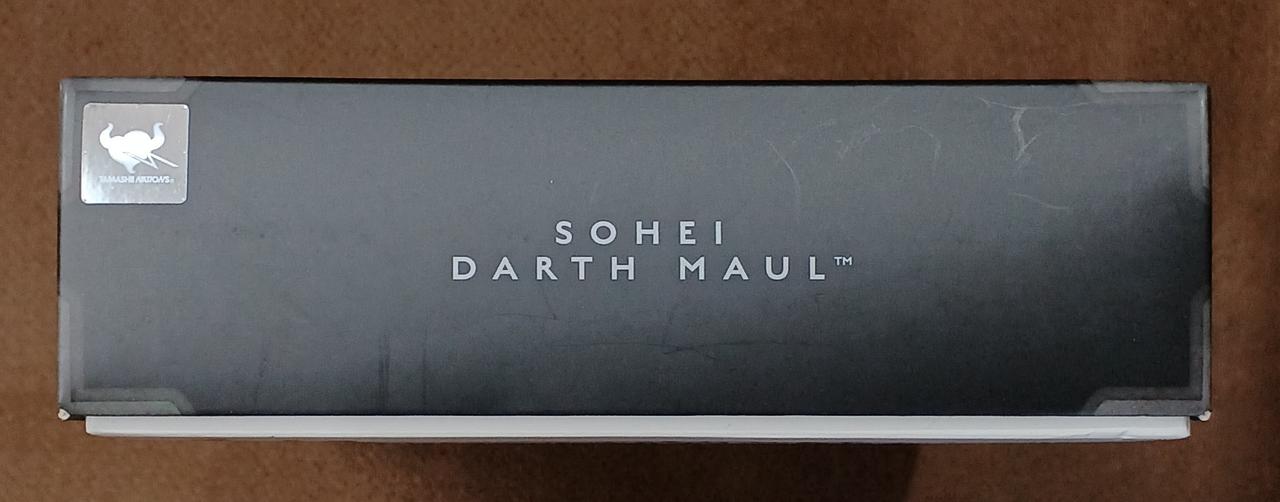 TAMASHII NATIONS
SOHEI
DARTH MAUL™